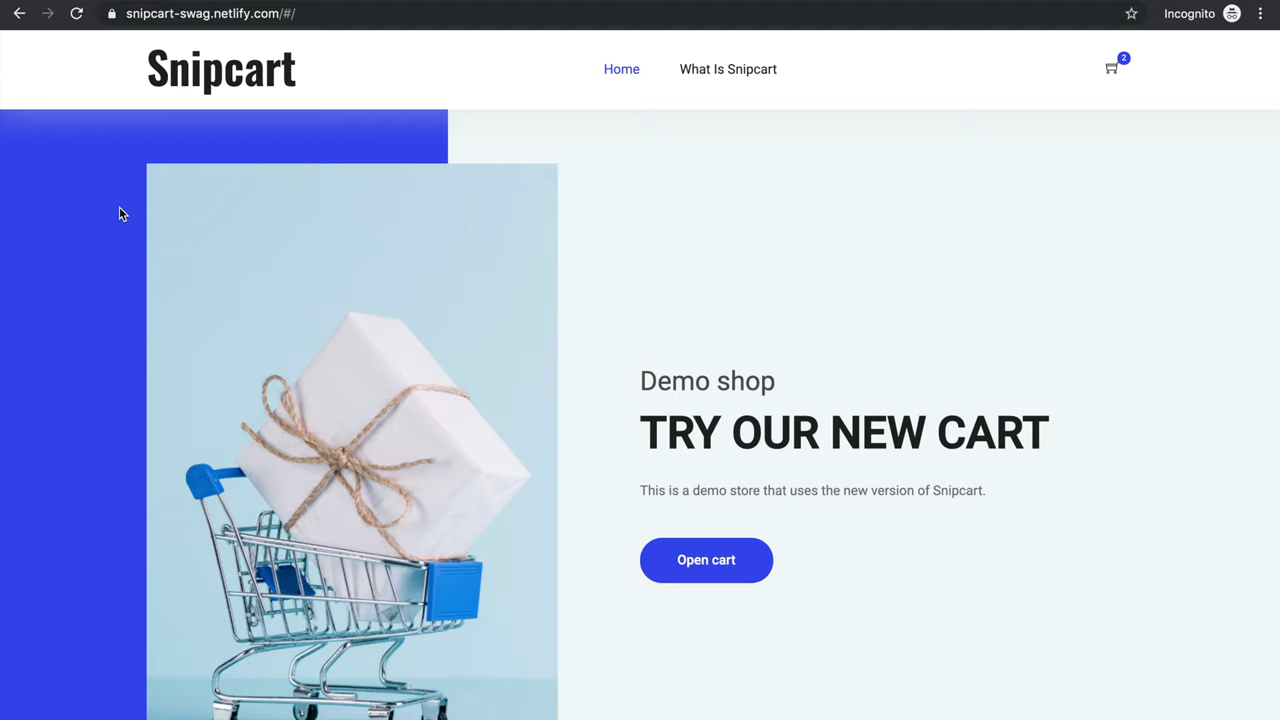 snipcart-swag.netlify.com/#/
Incognito
Snipcart
Home
What Is Snipcart
2
Demo shop
TRY OUR NEW CART
This is a demo store that uses the new version of Snipcart.
Open cart